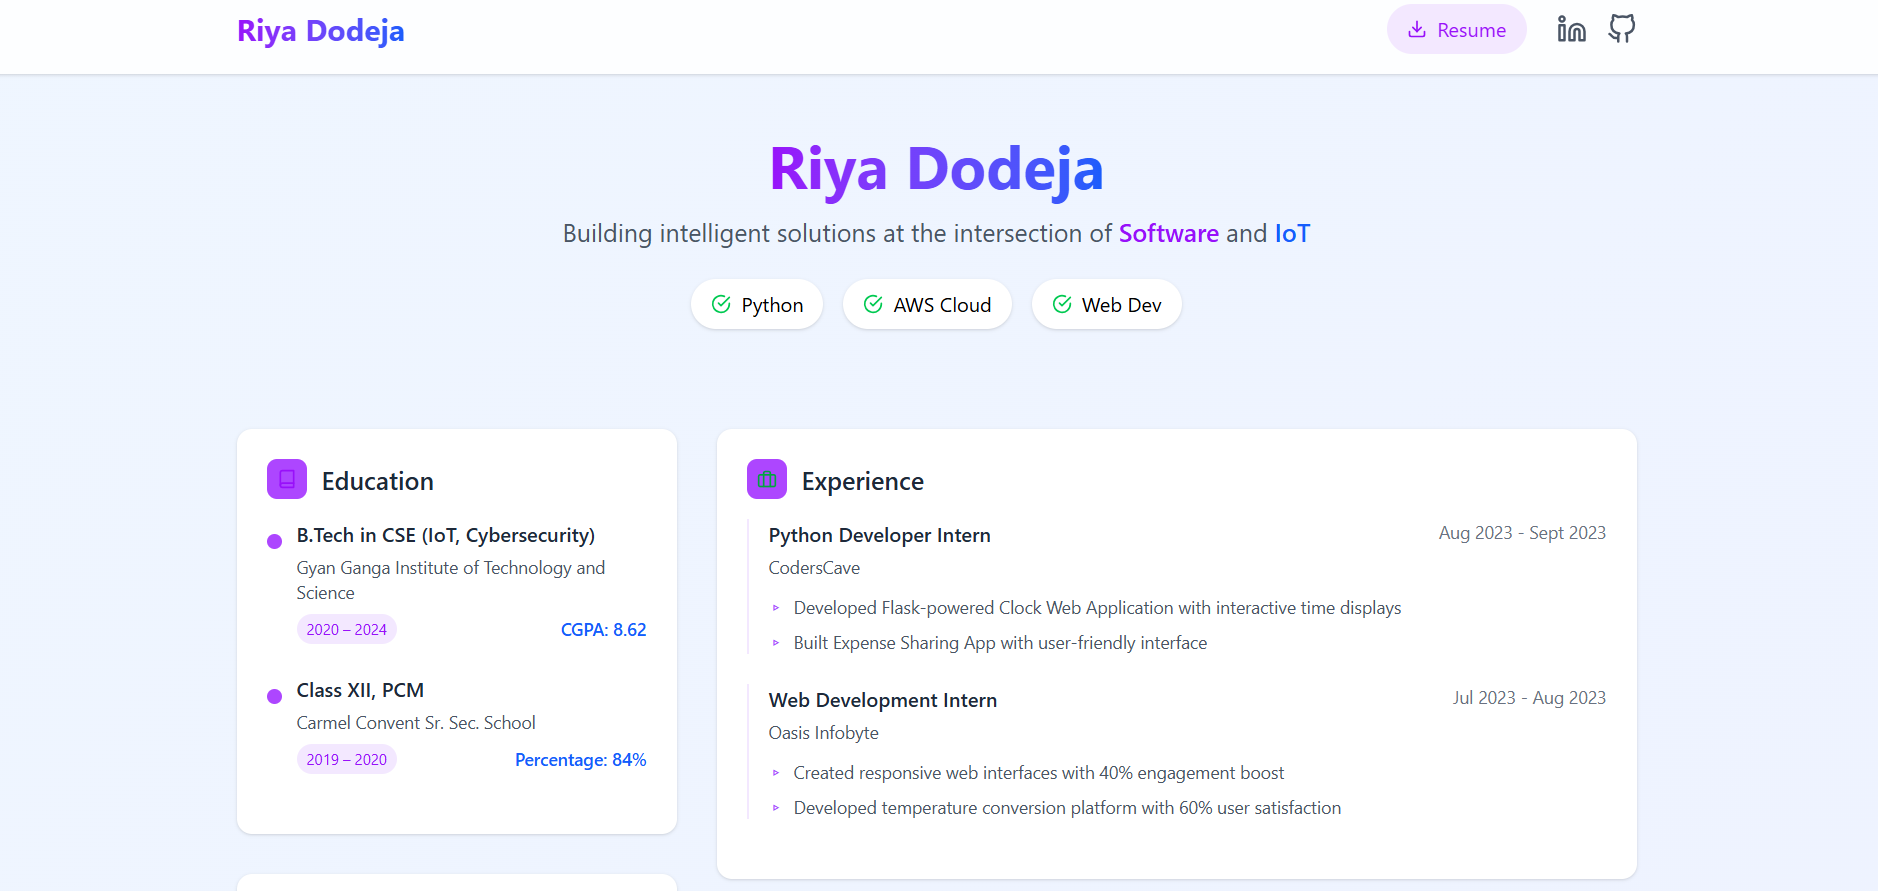 Riya Dodeja
Resume
Riya Dodeja
Building intelligent solutions at the intersection of Software and IoT
Python
AWS Cloud
Web Dev
Education
B.Tech in CSE (IoT, Cybersecurity)
Gyan Ganga Institute of Technology and
Science
2020 – 2024
CGPA: 8.62
Class XII, PCM
Carmel Convent Sr. Sec. School
2019 – 2020
Percentage: 84%
Experience
Python Developer Intern
Aug 2023 - Sept 2023
CodersCave
Developed Flask-powered Clock Web Application with interactive time displays
Built Expense Sharing App with user-friendly interface
Web Development Intern
Jul 2023 - Aug 2023
Oasis Infobyte
Created responsive web interfaces with 40% engagement boost
Developed temperature conversion platform with 60% user satisfaction